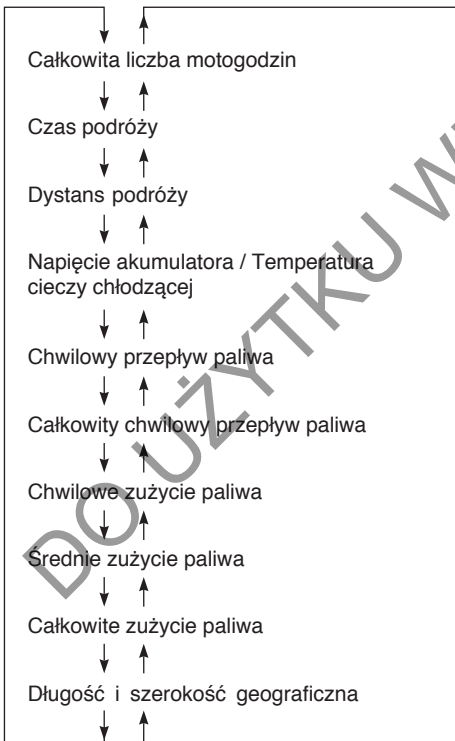 Całkowita liczba motogodzin
Czas podróży
Dystans podróży
Napięcie akumulatora / Temperatura
cieczy chłodzącej
Chwilowy przepływ paliwa
Całkowity chwilowy przepływ paliwa
Chwilowe zużycie paliwa
Średnie zużycie paliwa
Całkowite zużycie paliwa
Długość i szerokość geograficzna
DO UŻYTKU